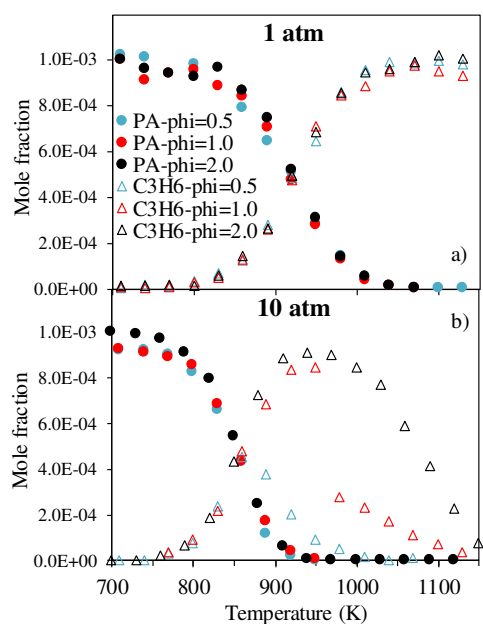 1 atm
1.0E-03
8.0E-04
6.0E-04
4.0E-04
2.0E-04
0.0E+00
Mole fraction
PA-phi=0.5
PA-phi=1.0
PA-phi=2.0
C3H6-phi=0.5
C3H6-phi=1.0
C3H6-phi=2.0
a)
10 atm
b)
1.0E-03
8.0E-04
6.0E-04
4.0E-04
2.0E-04
0.0E+00
Mole fraction
700 800 900 1000 1100
Temperature (K)